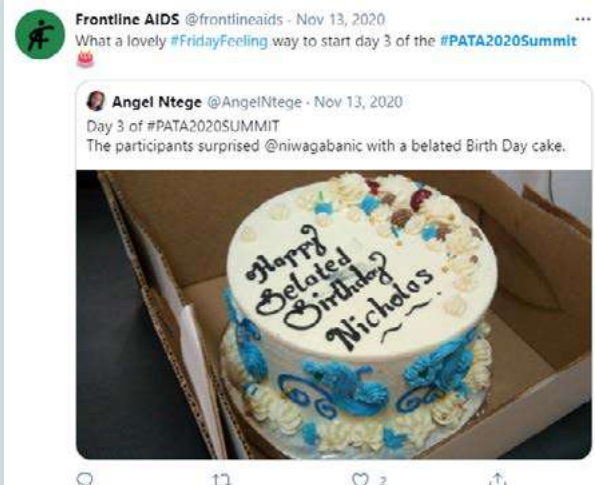 Frontline AIDS @frontlineaids · Nov 13, 2020
What a lovely #FridayFeeling way to start day 3 of the #PATA2020Summit
Angel Ntege @AngelNtege · Nov 13, 2020
Day 3 of #PATA2020SUMMIT
The participants surprised @niwagabanic with a belated Birth Day cake.
Happy
Belated
Birthday
Nicholas
2